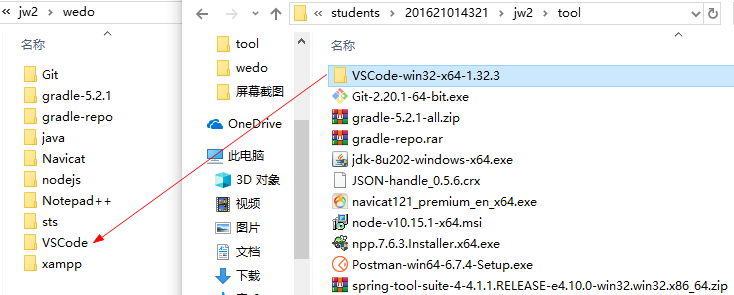 « jw2 › wedo
名称
Git
gradle-5.2.1
gradle-repo
java
Navicat
nodejs
Notepad++
sts
VSCode
xampp
« students › 201621014321 › jw2 › tool
tool
wedo
屏幕截图
OneDrive
此电脑
3D 对象
视频
图片
文档
下载
名称
VSCode-win32-x64-1.32.3
Git-2.20.1-64-bit.exe
gradle-5.2.1-all.zip
gradle-repo.rar
jdk-8u202-windows-x64.exe
JSON-handle_0.5.6.crx
navicat121_premium_en_x64.exe
node-v10.15.1-x64.msi
npp.7.6.3.Installer.x64.exe
Postman-win64-6.7.4-Setup.exe
spring-tool-suite-4-4.1.1.RELEASE-e4.10.0-win32.win32.x86_64.zip